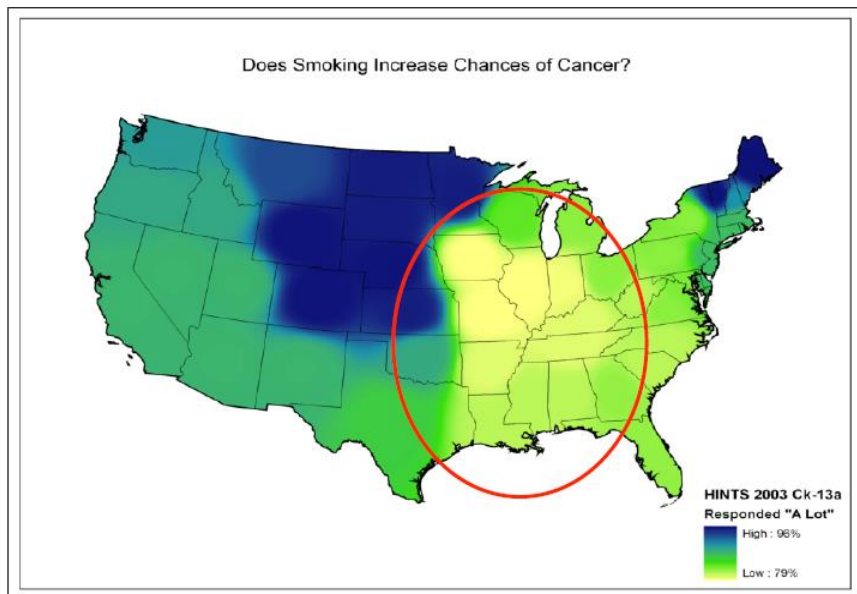 Does Smoking Increase Chances of Cancer?
HINTS 2003 Ck-13a
Responded "A Lot"
High : 96%
Low : 79%